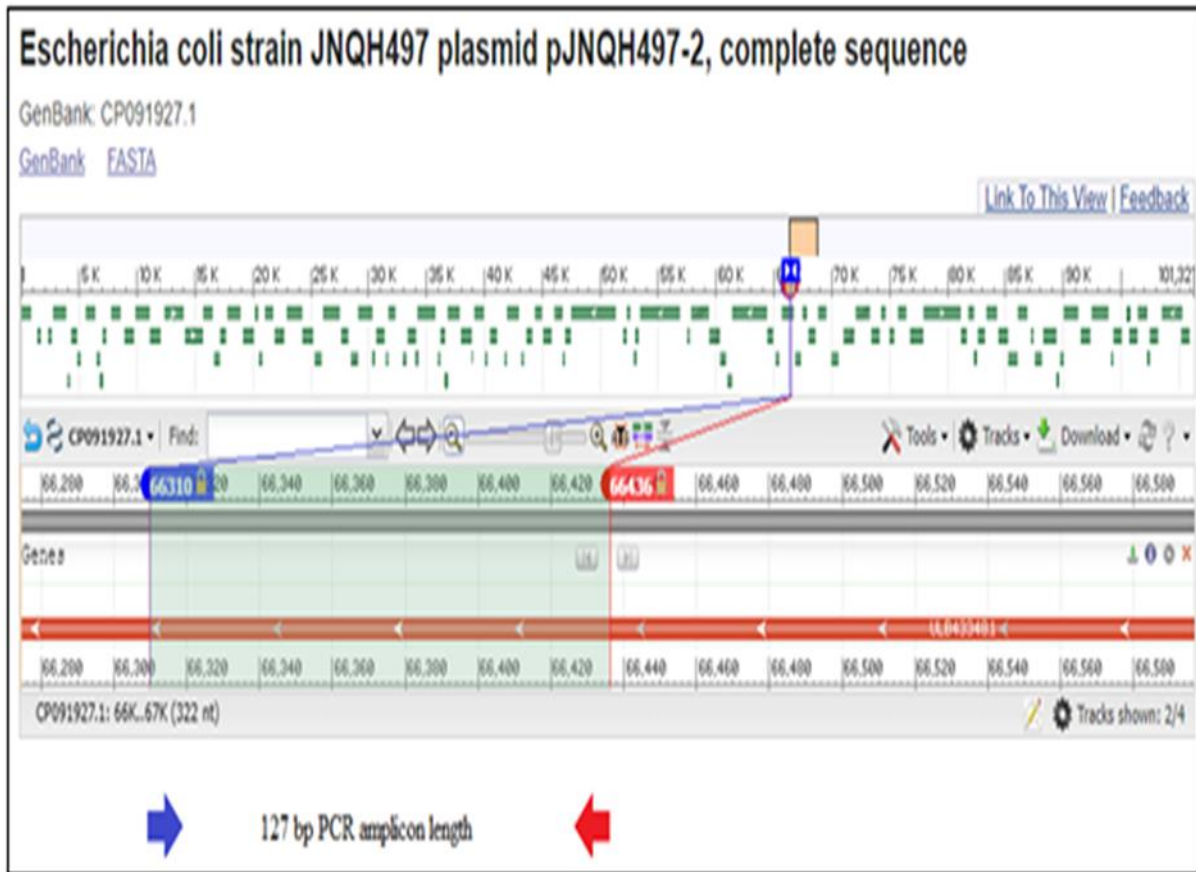 Escherichia coli strain JNQH497 plasmid pJNQH497-2, complete sequence
GenBank: CP091927.1
GenBank FASTA
Link To This View | Feedback
5 K 10 K 15 K 20 K 25 K 30 K 35 K 40 K 45 K 50 K 55 K 60 K 70 K 75 K 80 K 85 K 90 K 101,327
CP091927.1 Find: Tools Tracks Download ?
66,280 66,3 66310 20 66,340 66,360 66,380 66,400 66,420 66436 66,460 66,480 66,500 66,520 66,540 66,560 66,580
Genes
66,280 66,300 66,320 66,340 66,360 66,380 66,400 66,420 66,440 66,460 66,480 66,500 66,520 66,540 66,560 66,580
CP091927.1: 66K..67K (322 nt) Tracks shown: 2/4
127 bp PCR amplicon length